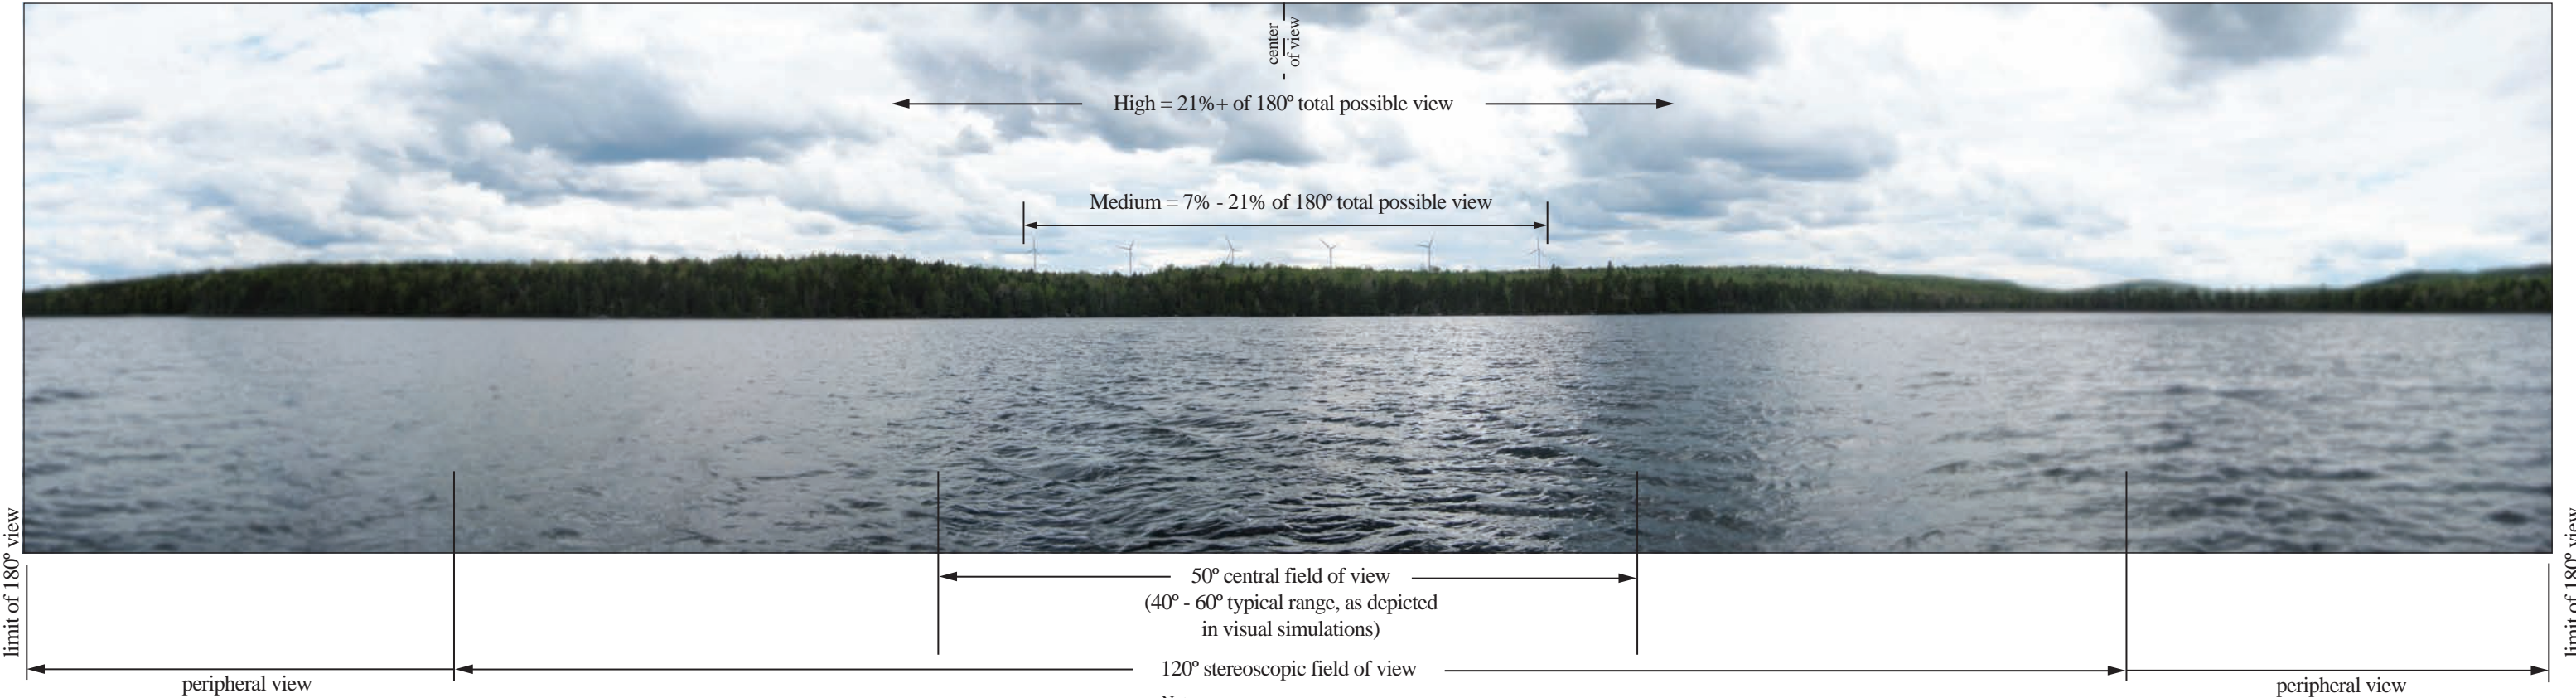 center
of view
High = 21%+ of 180º total possible view
Medium = 7% - 21% of 180º total possible view
limit of 180º view
limit of 180º view
50º central field of view
(40º - 60º typical range, as depicted
in visual simulations)
120º stereoscopic field of view
peripheral view
peripheral view